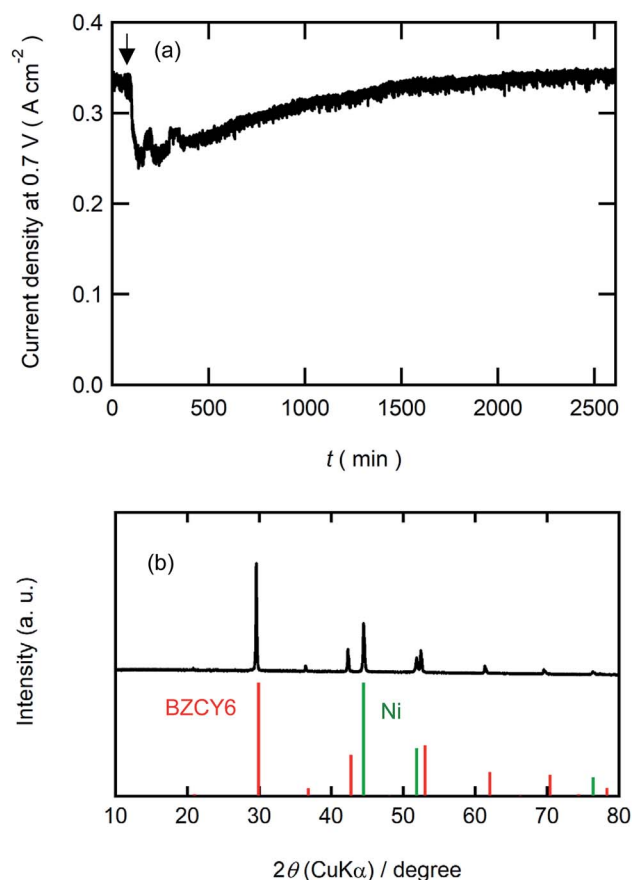 (a)
Current density at 0.7 V ( A cm⁻² )
0.4
0.3
0.2
0.1
0.0
0 500 1000 1500 2000 2500
t ( min )
(b)
Intensity (a. u.)
BZCY6
Ni
10 20 30 40 50 60 70 80
2θ (CuKα) / degree